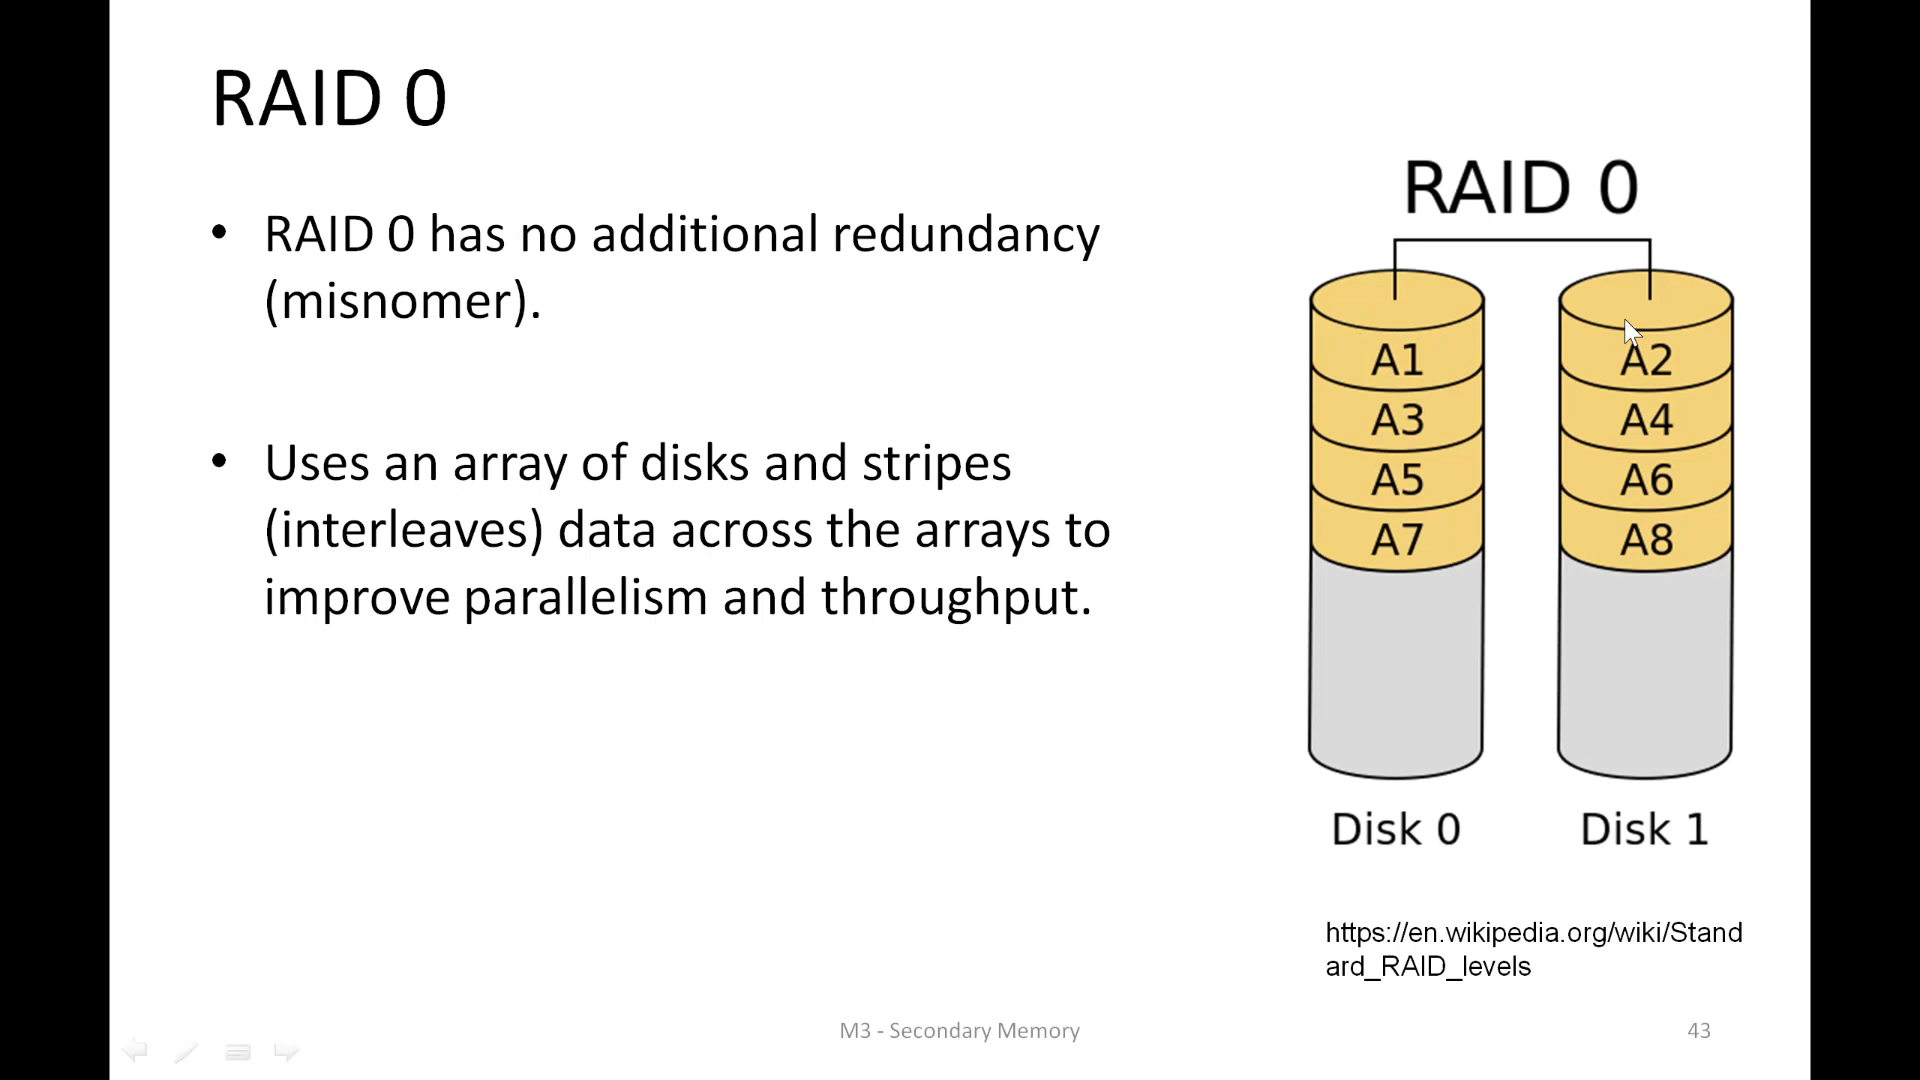 RAID 0
• RAID 0 has no additional redundancy
(misnomer).
• Uses an array of disks and stripes
(interleaves) data across the arrays to
improve parallelism and throughput.
RAID 0
A1
A3
A5
A7
Disk 0
A2
A4
A6
A8
Disk 1
https://en.wikipedia.org/wiki/Stand
ard_RAID_levels
M3 - Secondary Memory
43